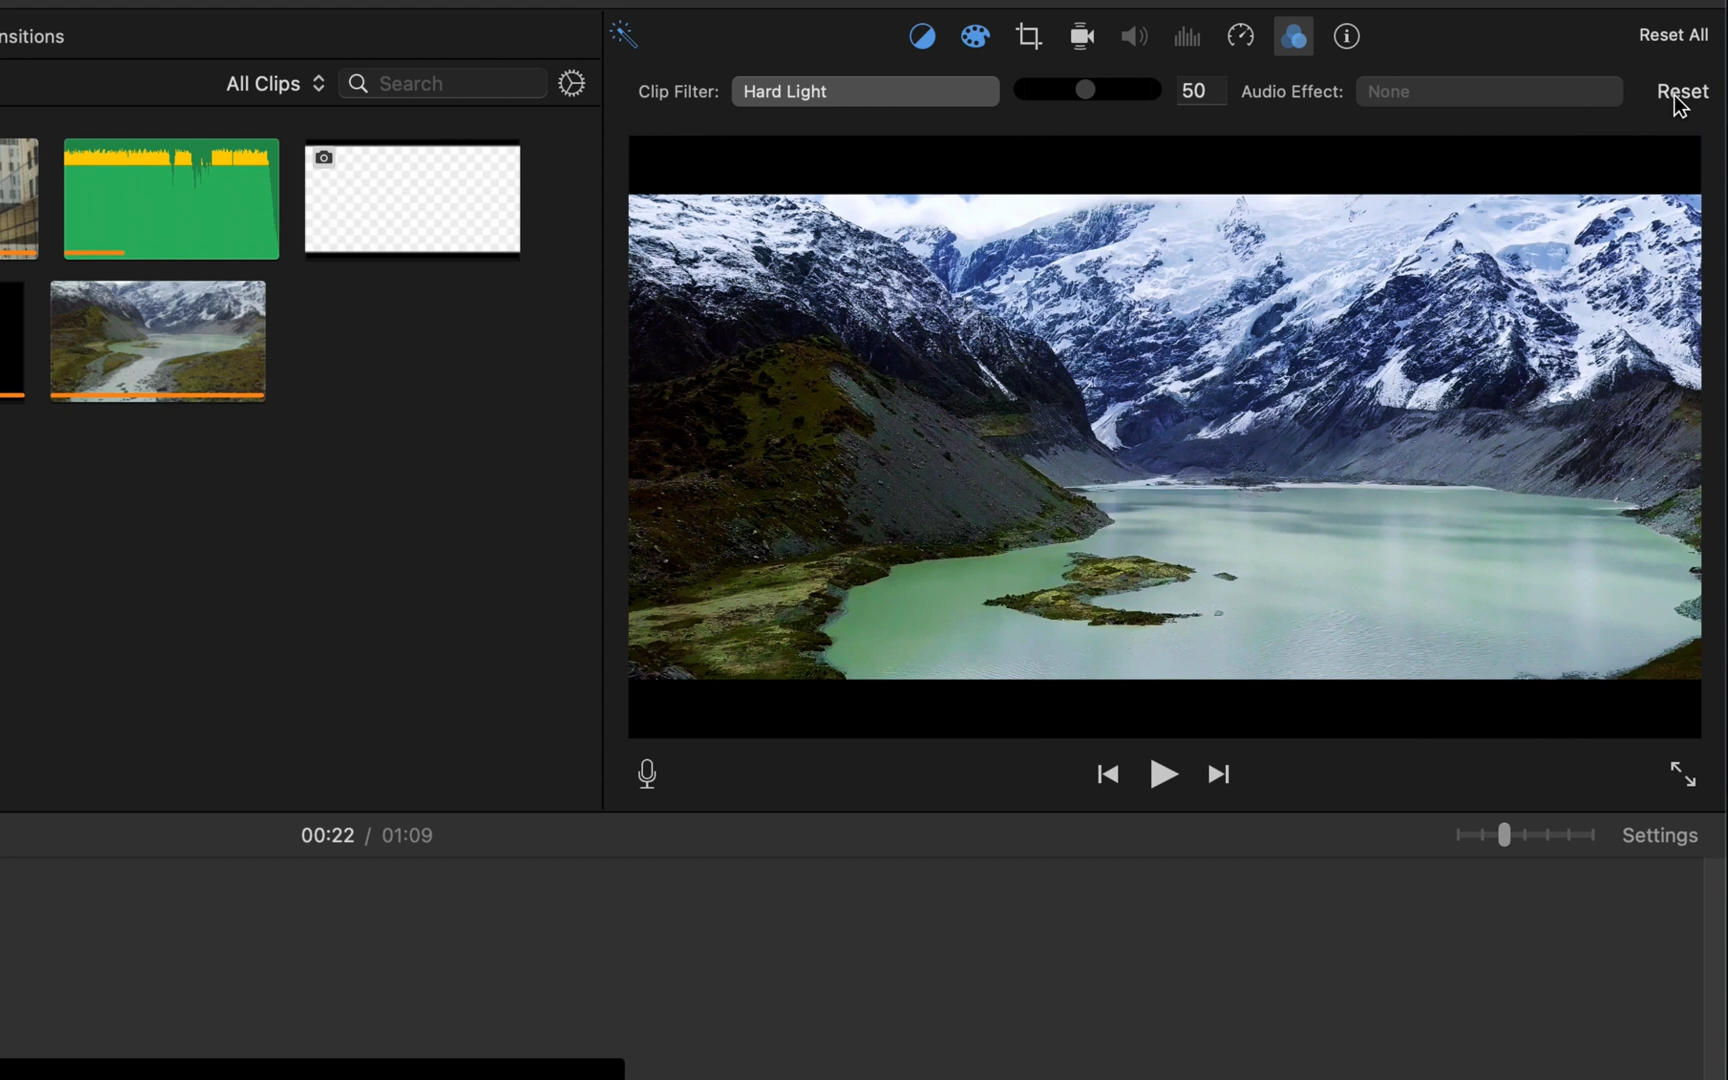 nsitions
Reset All
All Clips
Search
Clip Filter: Hard Light 50 Audio Effect: None Reset
00:22 / 01:09
Settings